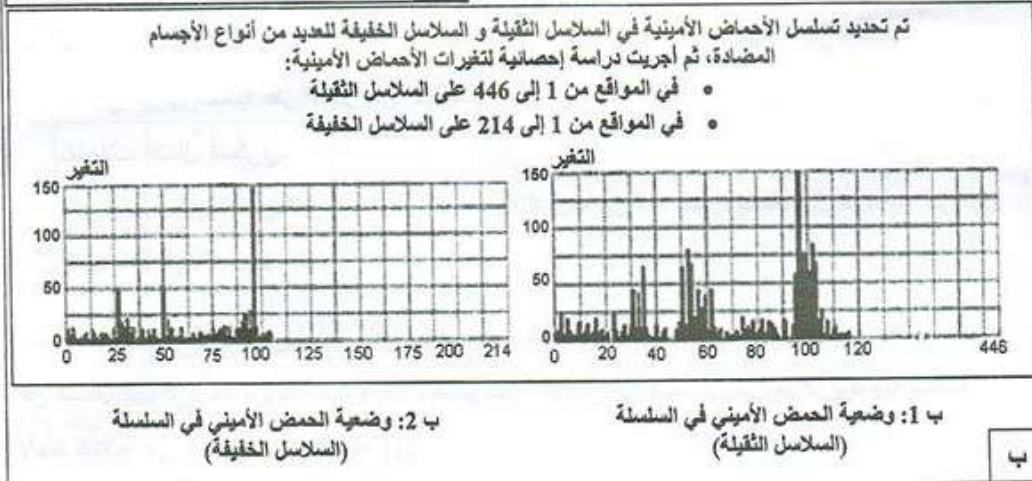 تم تحديد تسلسل الأحماض الأمينية في السلاسل الثقيلة و السلاسل الخفيفة للعديد من أنواع الأجسام
المضادة، ثم أجريت دراسة إحصائية لتغيرات الأحماض الأمينية:
• في المواقع من 1 إلى 446 على السلاسل الثقيلة
• في المواقع من 1 إلى 214 على السلاسل الخفيفة
التغير
150
100
50
0
0 20 40 60 80 100 120 446
التغير
150
100
50
0
0 25 50 75 100 125 150 175 200 214
ب 1: وضعية الحمض الأميني في السلسلة
(السلاسل الثقيلة)
ب 2: وضعية الحمض الأميني في السلسلة
(السلاسل الخفيفة)
ب